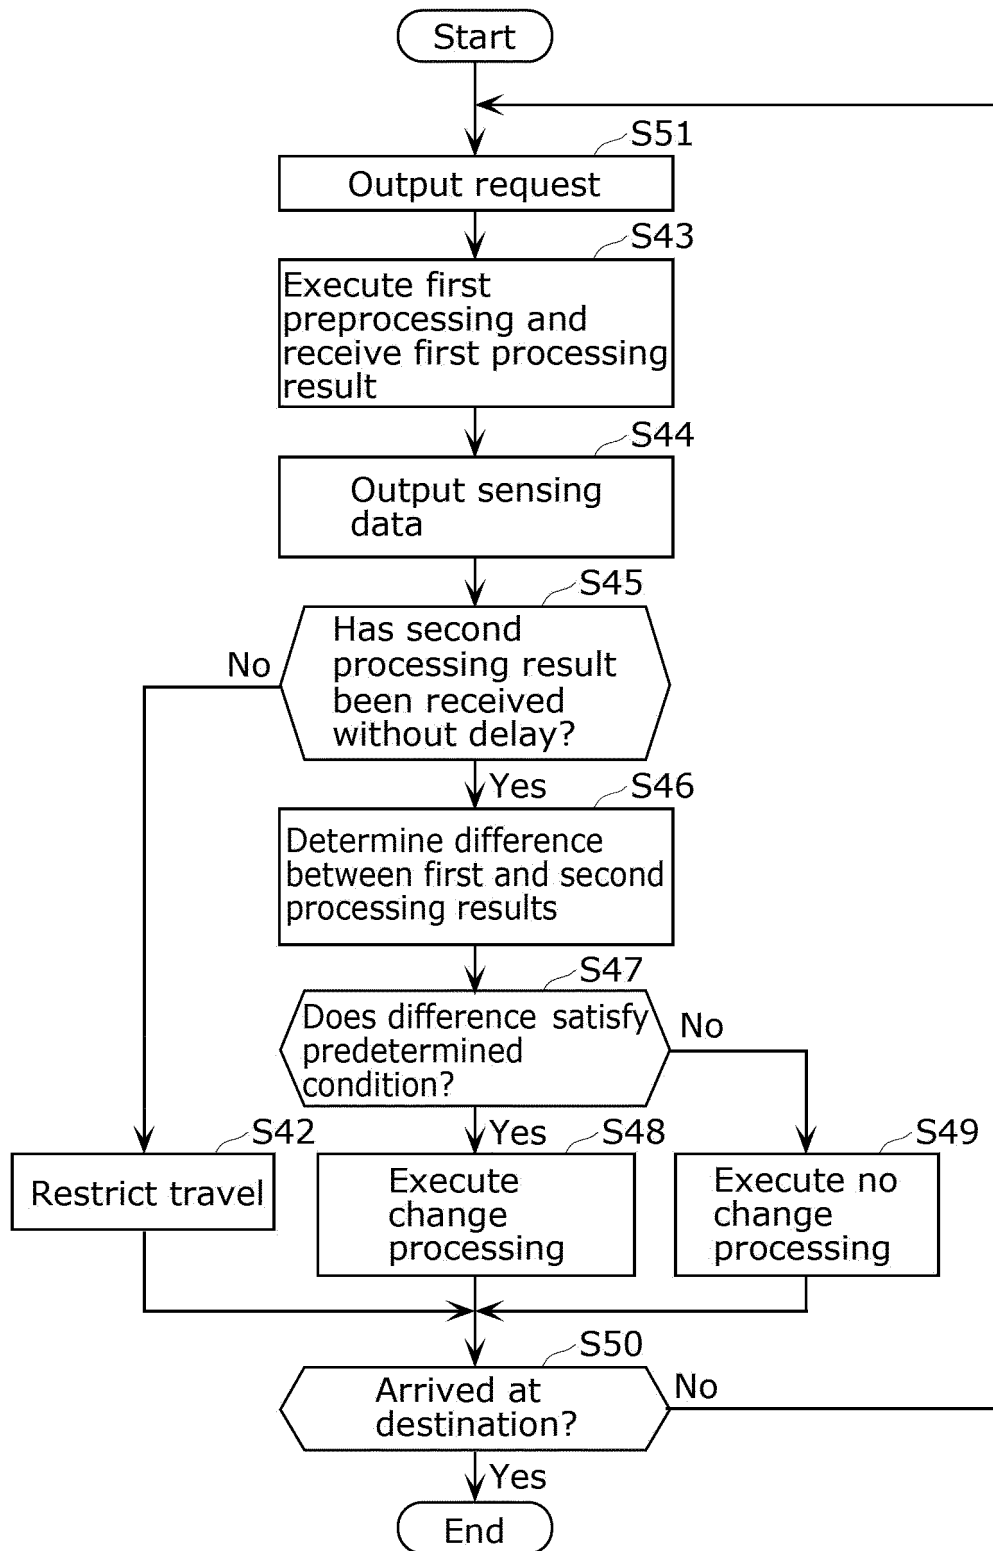 Start
S51
Output request
S43
Execute first
preprocessing and
receive first processing
result
S44
Output sensing
data
S45
Has second
processing result
been received
without delay?
No
Yes
S46
Determine difference
between first and second
processing results
S47
Does difference satisfy
predetermined
condition?
No
Yes
S42
Restrict travel
S48
Execute
change
processing
S49
Execute no
change
processing
S50
Arrived at
destination?
No
Yes
End